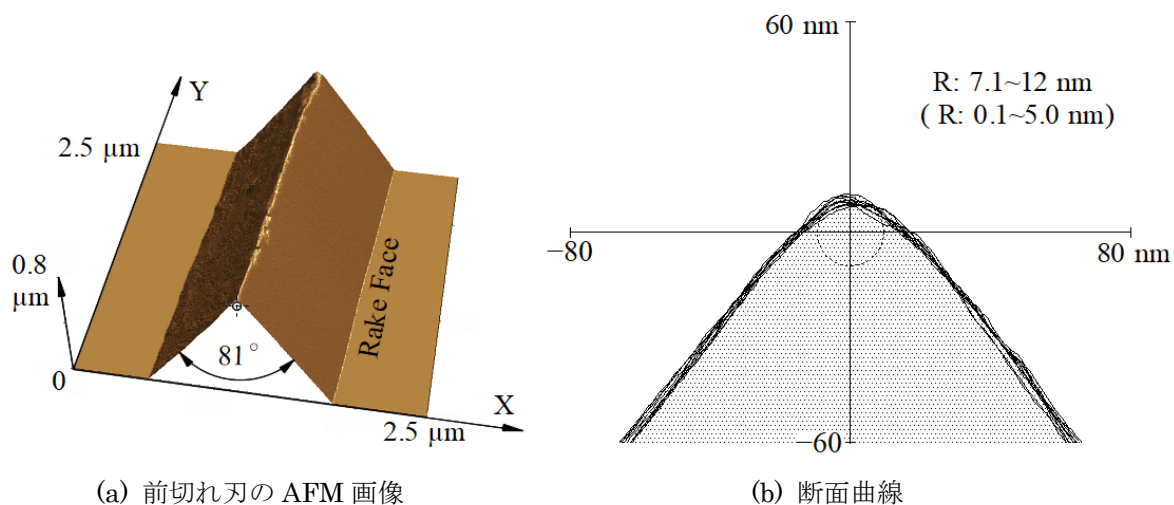 Y
2.5 µm
0.8
µm
0
81°
Rake Face
X
2.5 µm
(a) 前切れ刃の AFM 画像
60 nm
R: 7.1~12 nm
( R: 0.1~5.0 nm)
−80
80 nm
−60
(b) 断面曲線